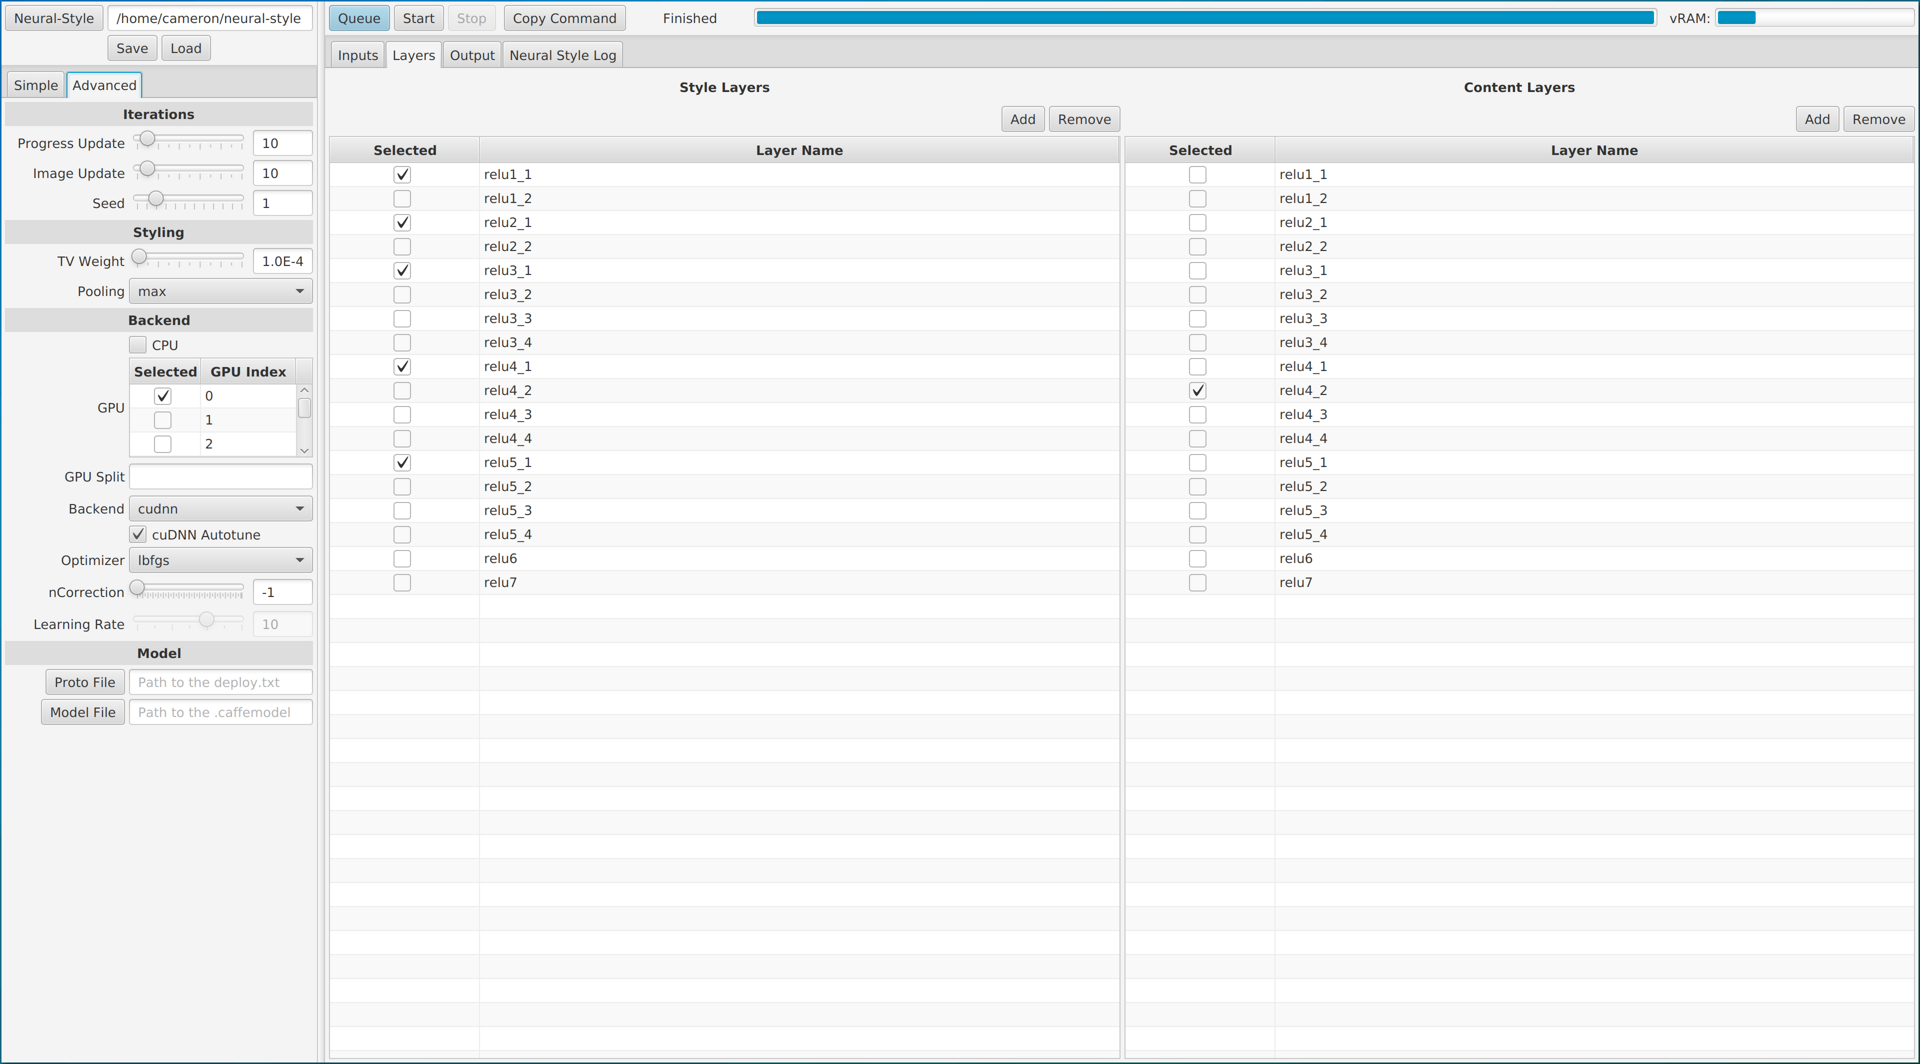 Neural-Style /home/cameron/neural-style
Save Load
Simple Advanced
Iterations
Progress Update 10
Image Update 10
Seed 1
Styling
TV Weight 1.0E-4
Pooling max
Backend
CPU
Selected GPU Index
GPU
0
1
2
GPU Split
Backend cudnn
cuDNN Autotune
Optimizer lbfgs
nCorrection -1
Learning Rate 10
Model
Proto File Path to the deploy.txt
Model File Path to the .caffemodel
Queue Start Stop Copy Command Finished vRAM:
Inputs Layers Output Neural Style Log
Style Layers
Add Remove
Selected Layer Name
relu1_1
relu1_2
relu2_1
relu2_2
relu3_1
relu3_2
relu3_3
relu3_4
relu4_1
relu4_2
relu4_3
relu4_4
relu5_1
relu5_2
relu5_3
relu5_4
relu6
relu7
Content Layers
Add Remove
Selected Layer Name
relu1_1
relu1_2
relu2_1
relu2_2
relu3_1
relu3_2
relu3_3
relu3_4
relu4_1
relu4_2
relu4_3
relu4_4
relu5_1
relu5_2
relu5_3
relu5_4
relu6
relu7